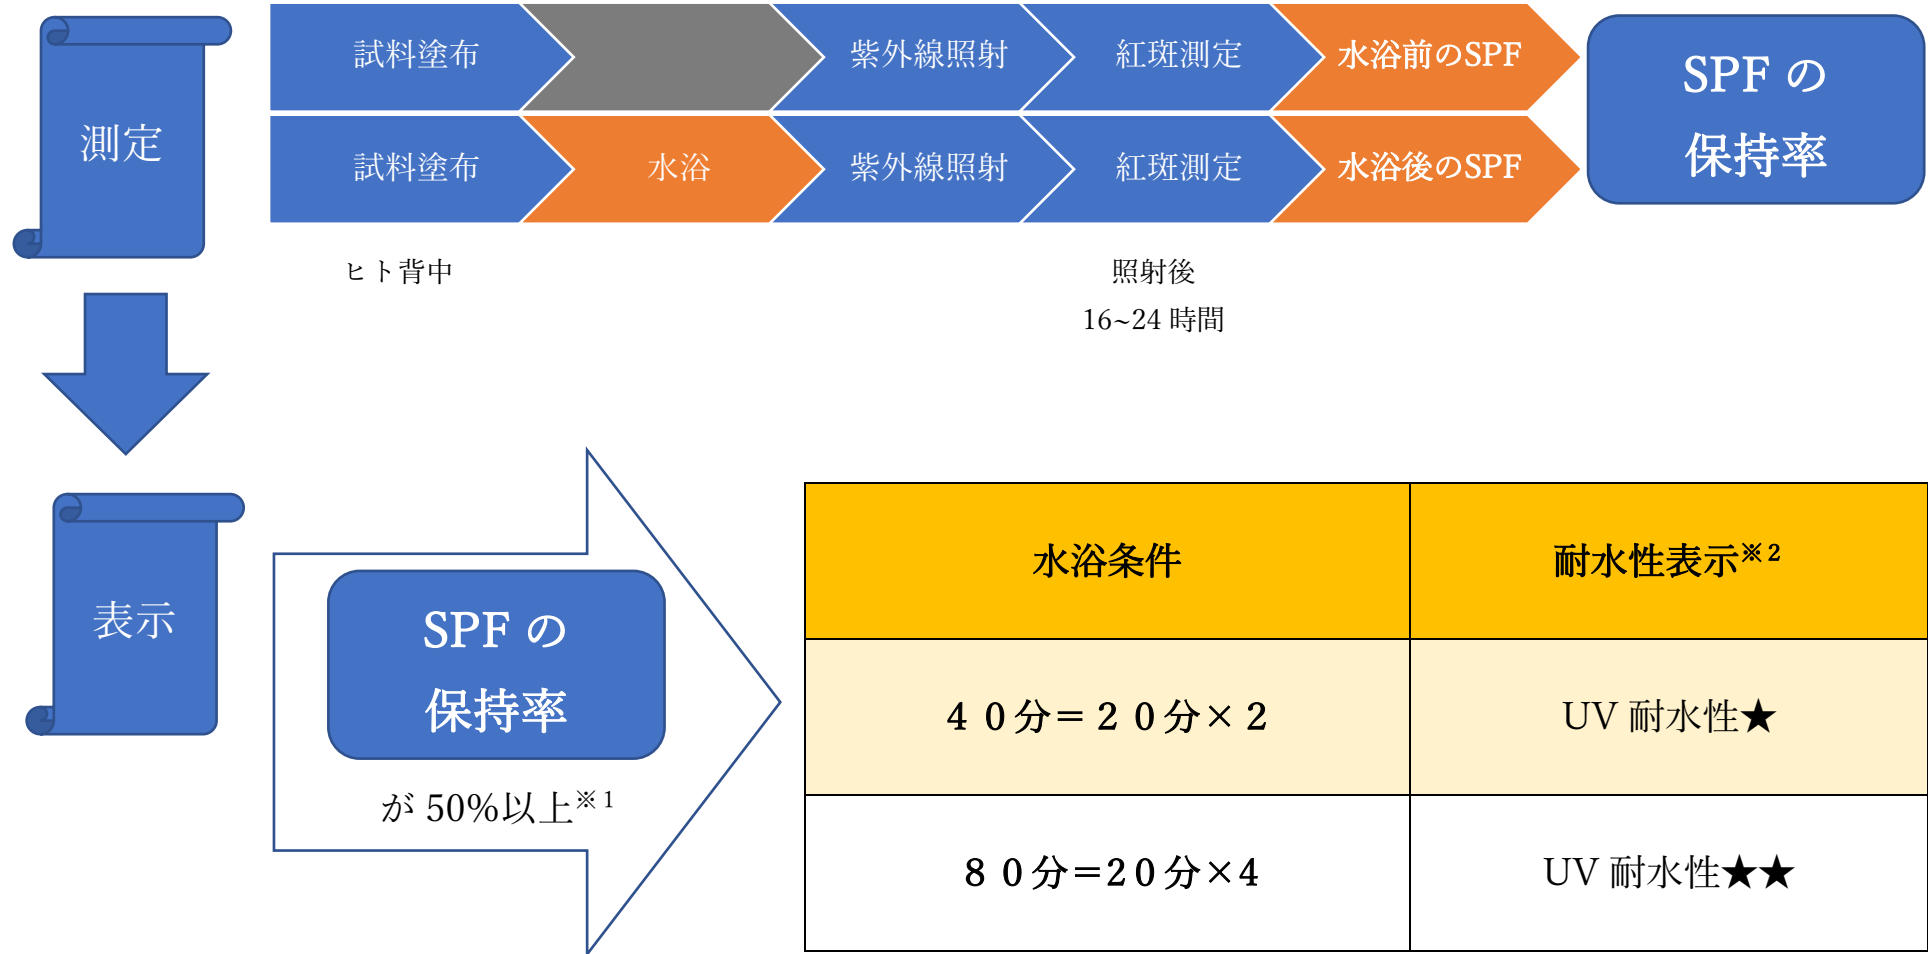 測定
試料塗布
紫外線照射
紅斑測定
水浴前のSPF
試料塗布
水浴
紫外線照射
紅斑測定
水浴後のSPF
SPF の
保持率
ヒト背中
照射後
16~24 時間
表示
SPF の
保持率
が 50%以上※1
水浴条件
耐水性表示※2
４０分＝２０分×２
UV 耐水性★
８０分＝20分×4
UV 耐水性★★